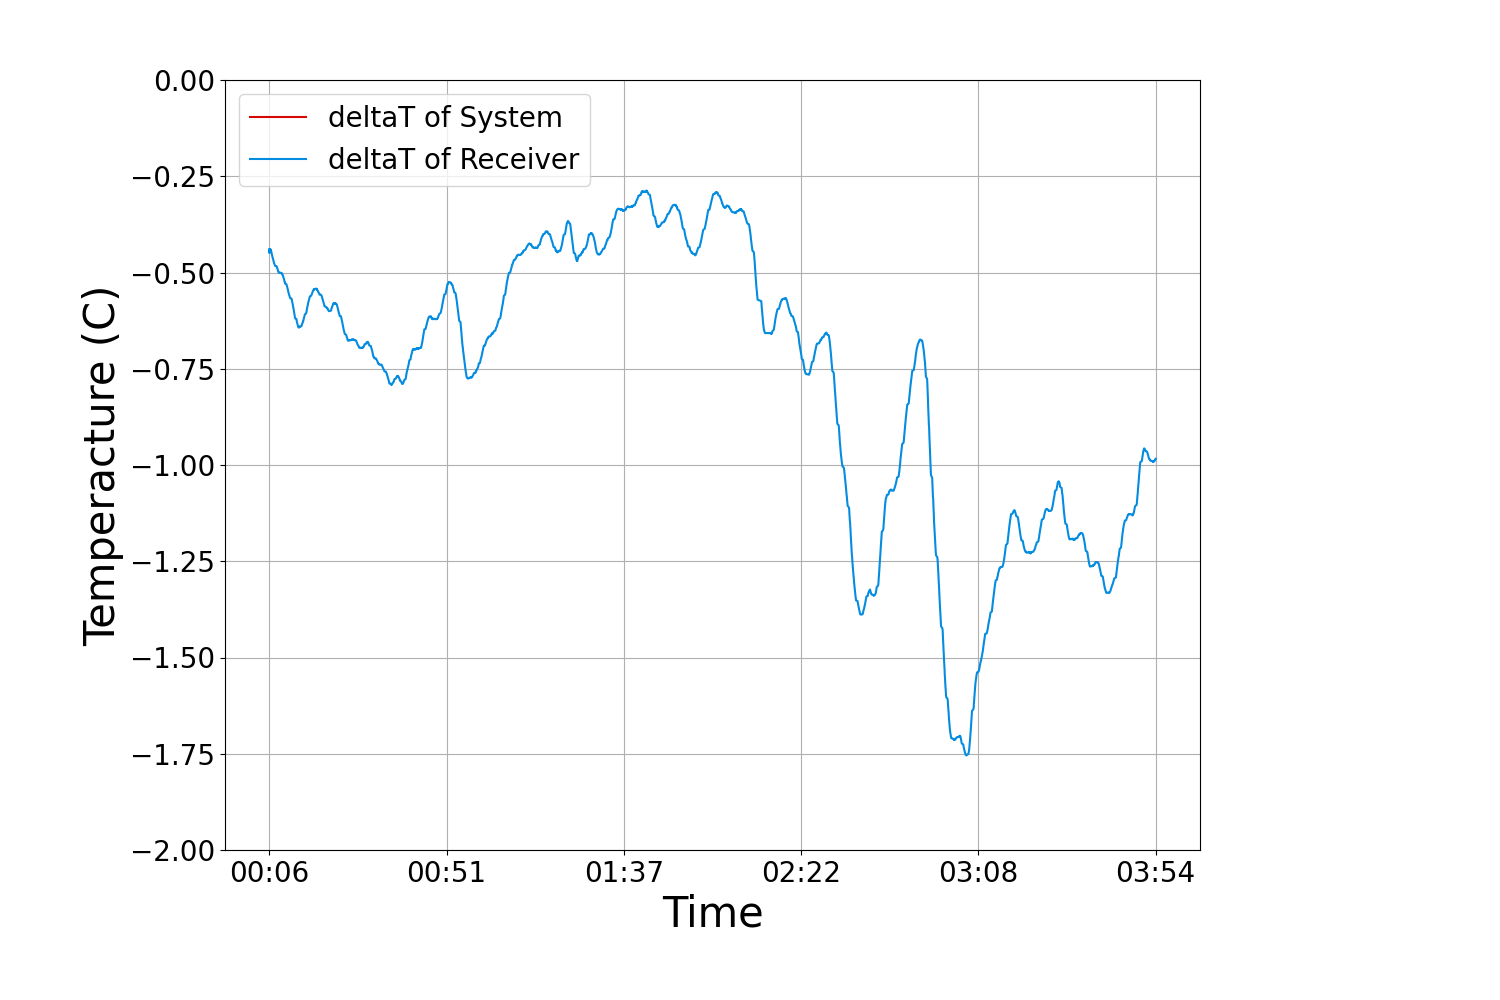 0.00
deltaT of System
deltaT of Receiver
−0.25
−0.50
−0.75
−1.00
−1.25
−1.50
−1.75
−2.00
Temperacture (C)
00:06 00:51 01:37 02:22 03:08 03:54
Time